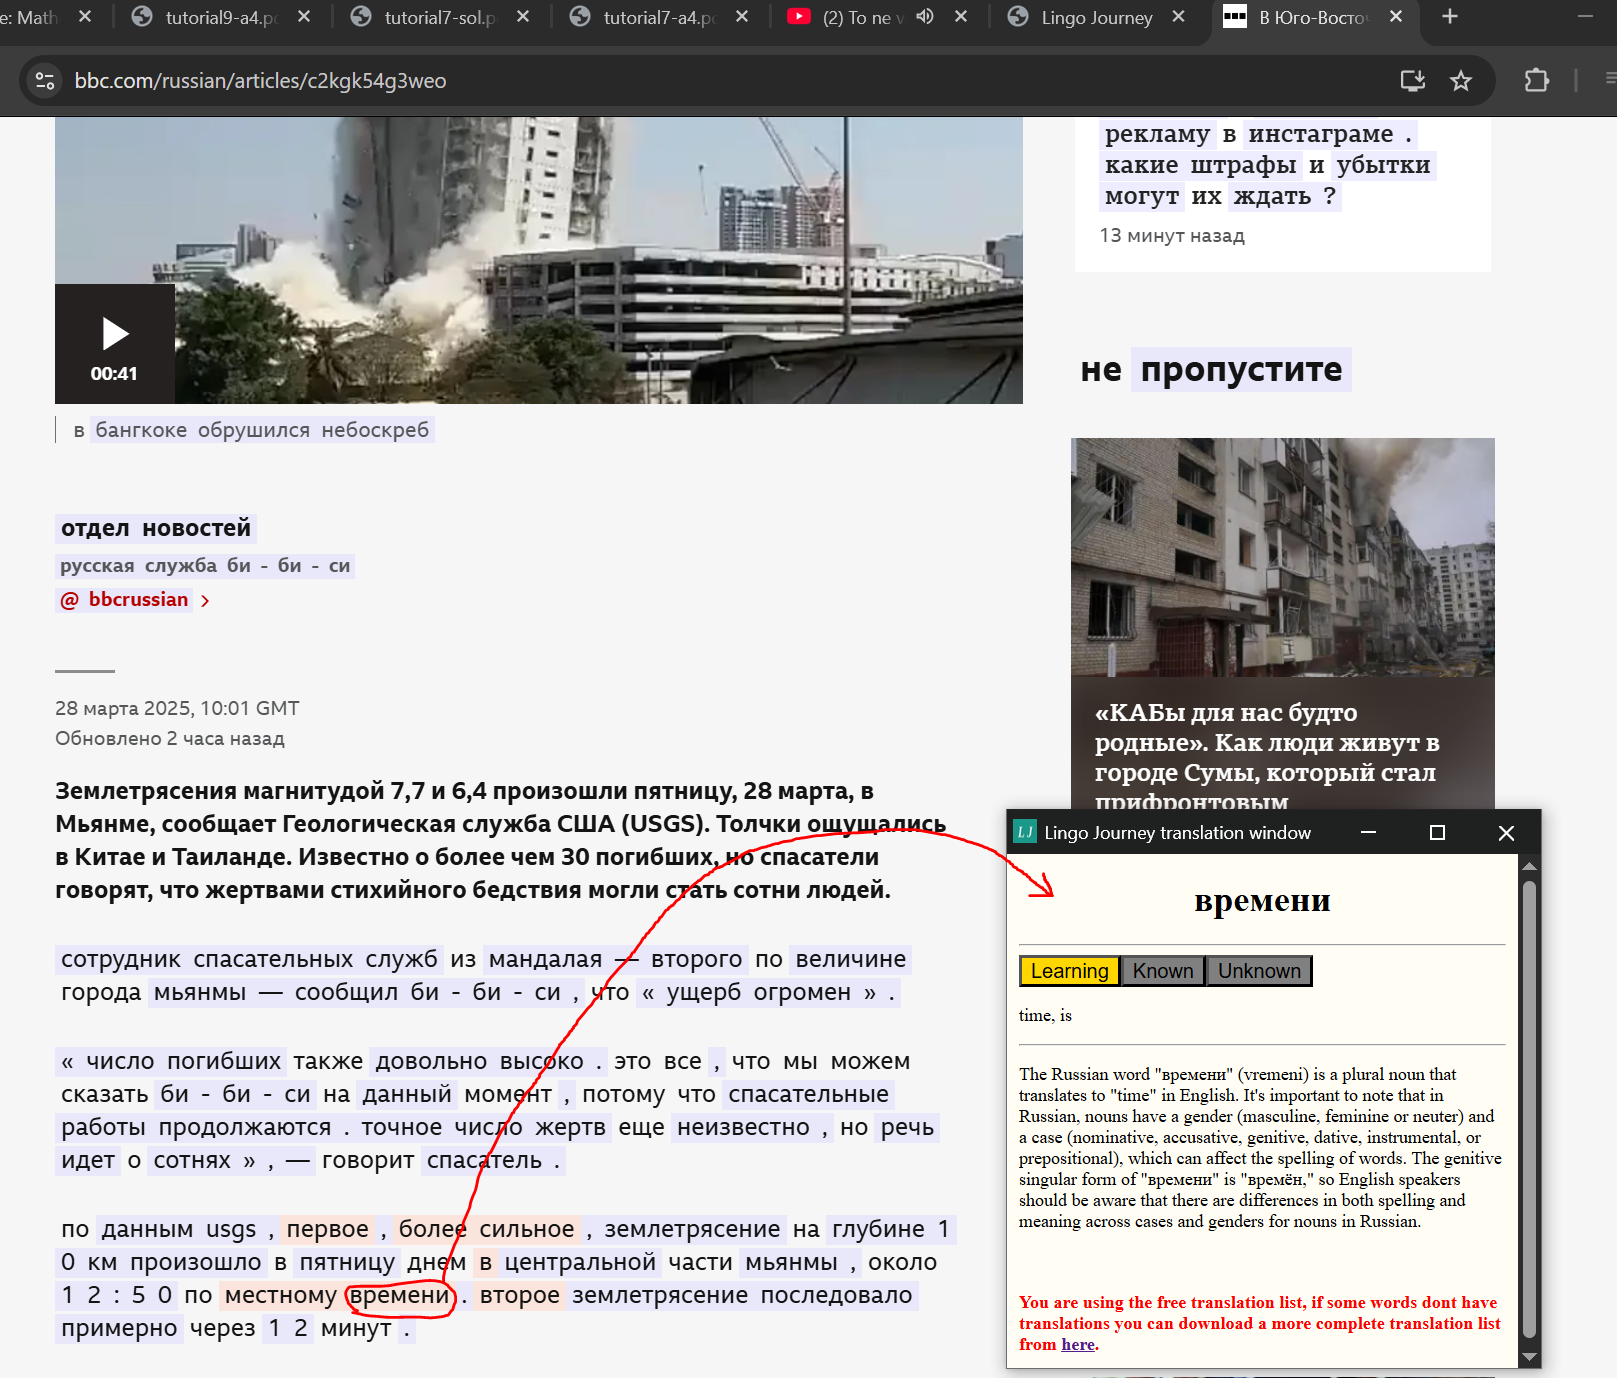 e: Math
tutorial9-a4.pd
tutorial7-sol.p
tutorial7-a4.pd
(2) To ne v
Lingo Journey
В Юго-Восто
bbc.com/russian/articles/c2kgk54g3weo
00:41
в бангкоке обрушился небоскреб
отдел новостей
русская служба би - би - си
@ bbcrussian
28 марта 2025, 10:01 GMT
Обновлено 2 часа назад
Землетрясения магнитудой 7,7 и 6,4 произошли пятницу, 28 марта, в
Мьянме, сообщает Геологическая служба США (USGS). Толчки ощущались
в Китае и Таиланде. Известно о более чем 30 погибших, но спасатели
говорят, что жертвами стихийного бедствия могли стать сотни людей.
сотрудник спасательных служб из мандалая — второго по величине
города мьянмы — сообщил би - би - си , что « ущерб огромен » .
« число погибших также довольно высоко . это все , что мы можем
сказать би - би - си на данный момент , потому что спасательные
работы продолжаются . точное число жертв еще неизвестно , но речь
идет о сотнях » , — говорит спасатель .
по данным usgs , первое , более сильное , землетрясение на глубине 1
0 км произошло в пятницу днем в центральной части мьянмы , около
1 2 : 5 0 по местному времени . второе землетрясение последовало
примерно через 1 2 минут .
рекламу в инстаграме .
какие штрафы и убытки
могут их ждать ?
13 минут назад
не пропустите
«КАБы для нас будто
родные». Как люди живут в
городе Сумы, который стал
прифронтовым
LJ Lingo Journey translation window
времени
Learning Known Unknown
time, is
The Russian word "времени" (vremeni) is a plural noun that
translates to "time" in English. It's important to note that in
Russian, nouns have a gender (masculine, feminine or neuter) and
a case (nominative, accusative, genitive, dative, instrumental, or
prepositional), which can affect the spelling of words. The genitive
singular form of "времени" is "времён," so English speakers
should be aware that there are differences in both spelling and
meaning across cases and genders for nouns in Russian.
You are using the free translation list, if some words dont have
translations you can download a more complete translation list
from here.